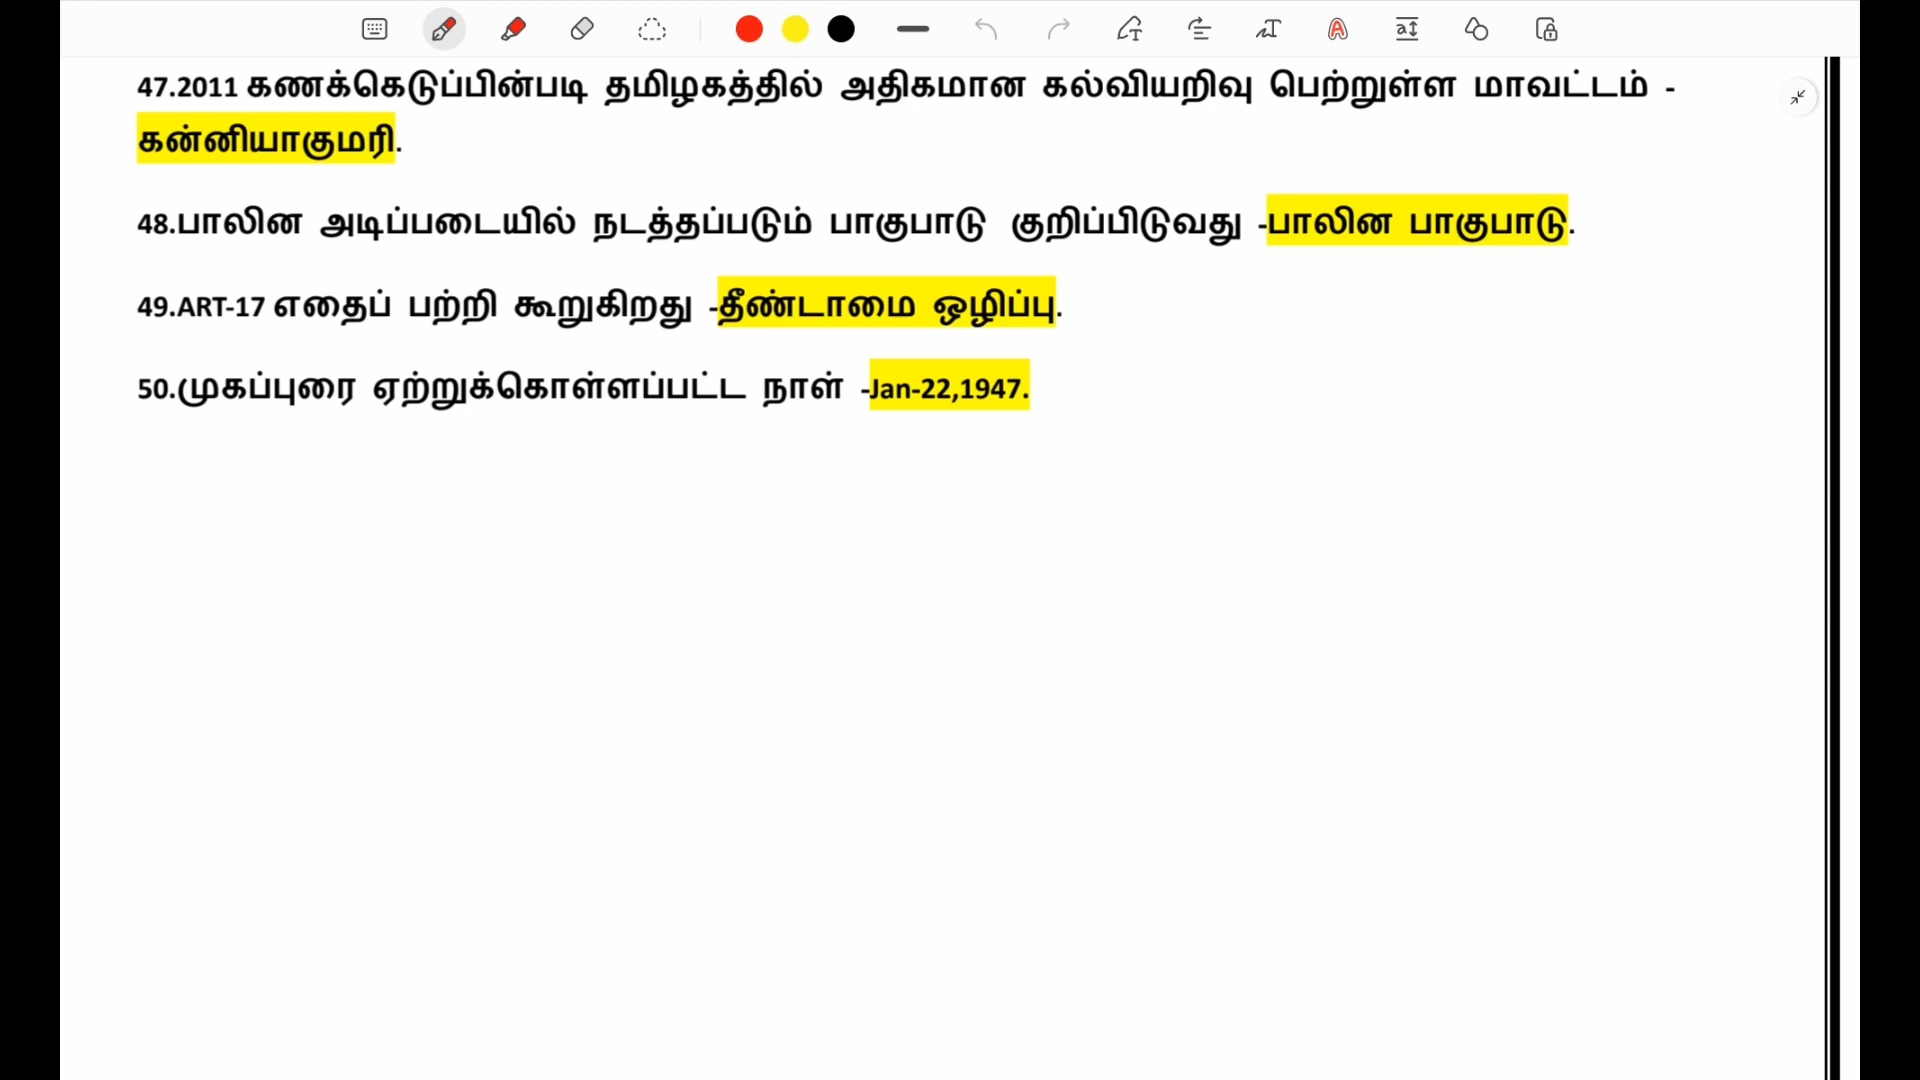 47.2011 கணக்கெடுப்பின்படி தமிழகத்தில் அதிகமான கல்வியறிவு பெற்றுள்ள மாவட்டம் -
கன்னியாகுமரி.
48.பாலின அடிப்படையில் நடத்தப்படும் பாகுபாடு குறிப்பிடுவது -பாலின பாகுபாடு.
49.ART-17 எதைப் பற்றி கூறுகிறது -தீண்டாமை ஒழிப்பு.
50.முகப்புரை ஏற்றுக்கொள்ளப்பட்ட நாள் -Jan-22,1947.